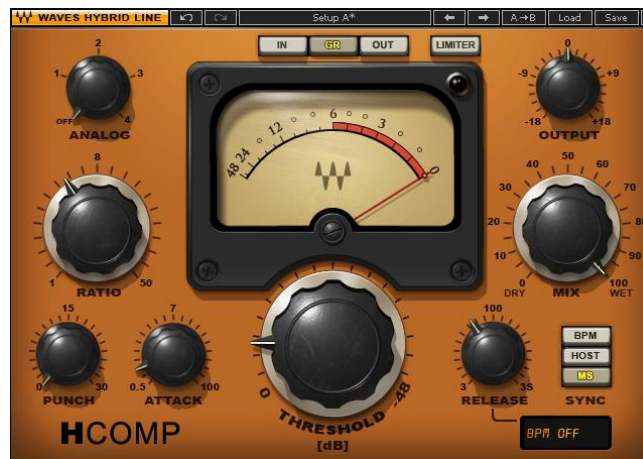 WAVES HYBRID LINE
Setup A*
A→B
Load
Save
IN
GR
OUT
LIMITER
2
1
3
OFF
4
ANALOG
48
24
12
6
3
0
0
-9
+9
-18
+18
OUTPUT
8
1
50
RATIO
50
40
60
30
70
20
80
10
90
0
100
DRY
MIX
WET
15
0
30
PUNCH
7
0.5
100
ATTACK
0
-48
THRESHOLD
[dB]
100
3
3S
RELEASE
BPM
HOST
MS
SYNC
HCOMP
BPM OFF